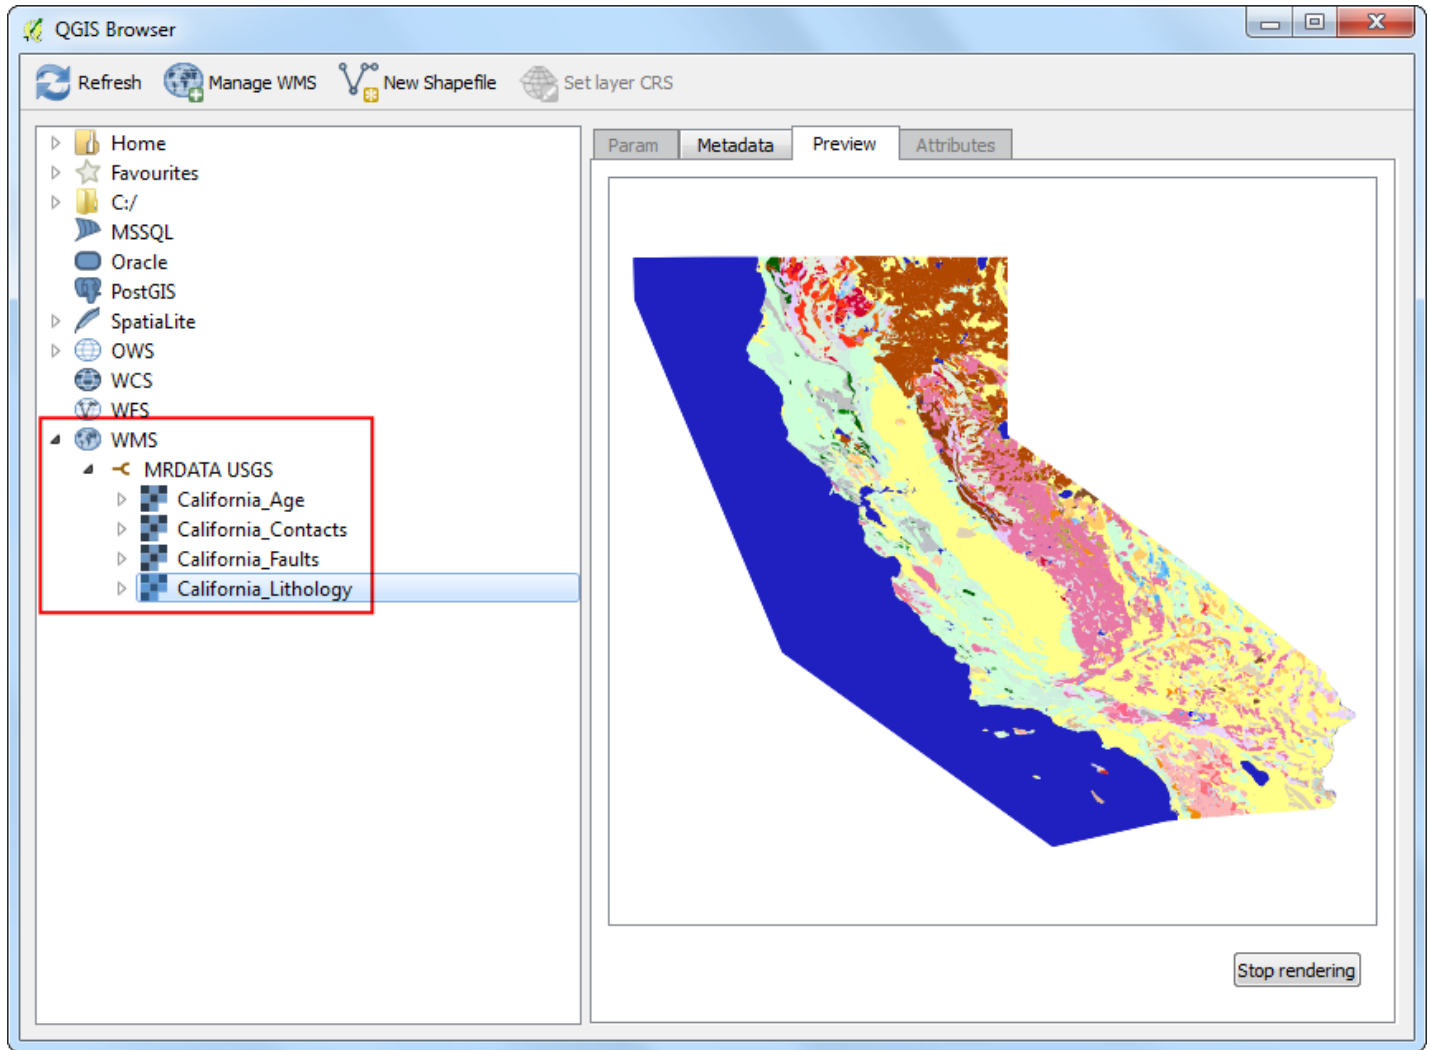 QGIS Browser
Refresh Manage WMS New Shapefile Set layer CRS
Home
Favourites
C:/
MSSQL
Oracle
PostGIS
SpatiaLite
OWS
WCS
WFS
WMS
MRDATA USGS
California_Age
California_Contacts
California_Faults
California_Lithology
Param Metadata Preview Attributes
Stop rendering